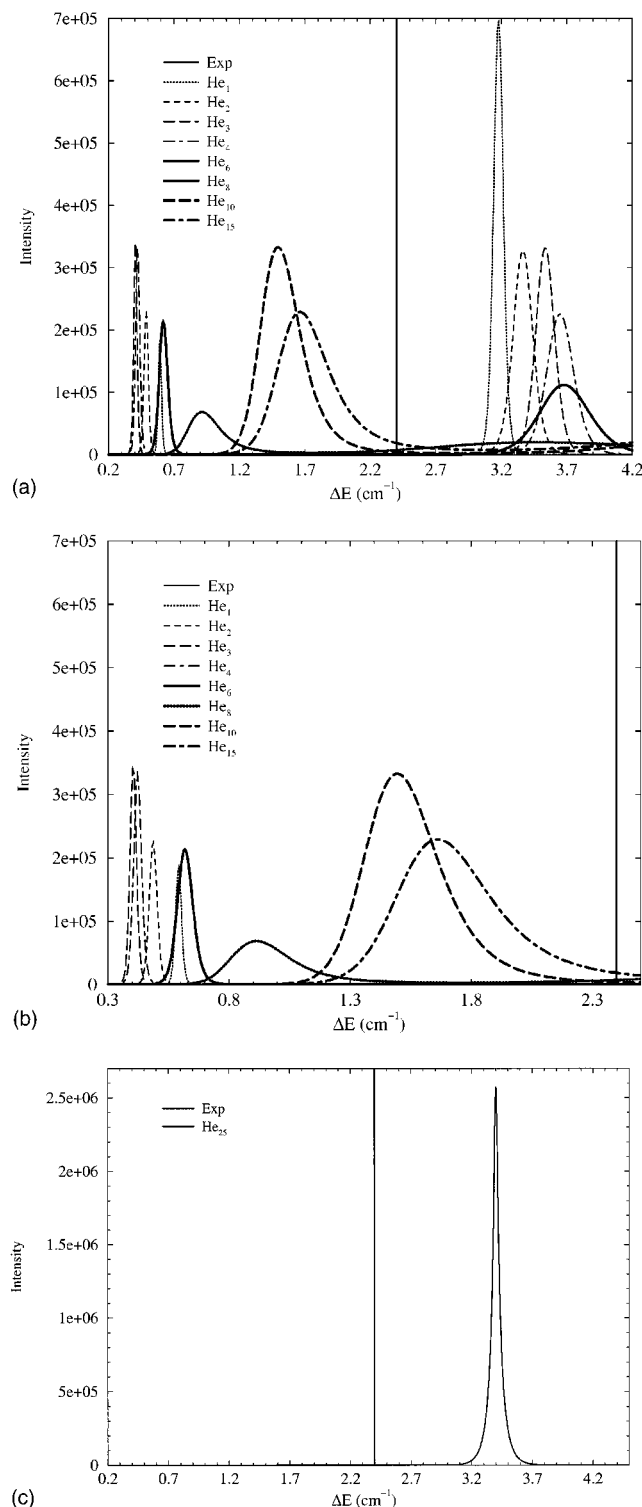 7e+05
6e+05
5e+05
4e+05
3e+05
2e+05
1e+05
0
Intensity
Exp
He1
He2
He3
He4
He6
He8
He10
He15
0.2 0.7 1.2 1.7 2.2 2.7 3.2 3.7 4.2
ΔE (cm⁻¹)
(a)
7e+05
6e+05
5e+05
4e+05
3e+05
2e+05
1e+05
0
Intensity
Exp
He1
He2
He3
He4
He6
He8
He10
He15
0.3 0.8 1.3 1.8 2.3
ΔE (cm⁻¹)
(b)
2.5e+06
2e+06
1.5e+06
1e+06
5e+05
0
Intensity
Exp
He25
0.2 0.7 1.2 1.7 2.2 2.7 3.2 3.7 4.2
ΔE (cm⁻¹)
(c)